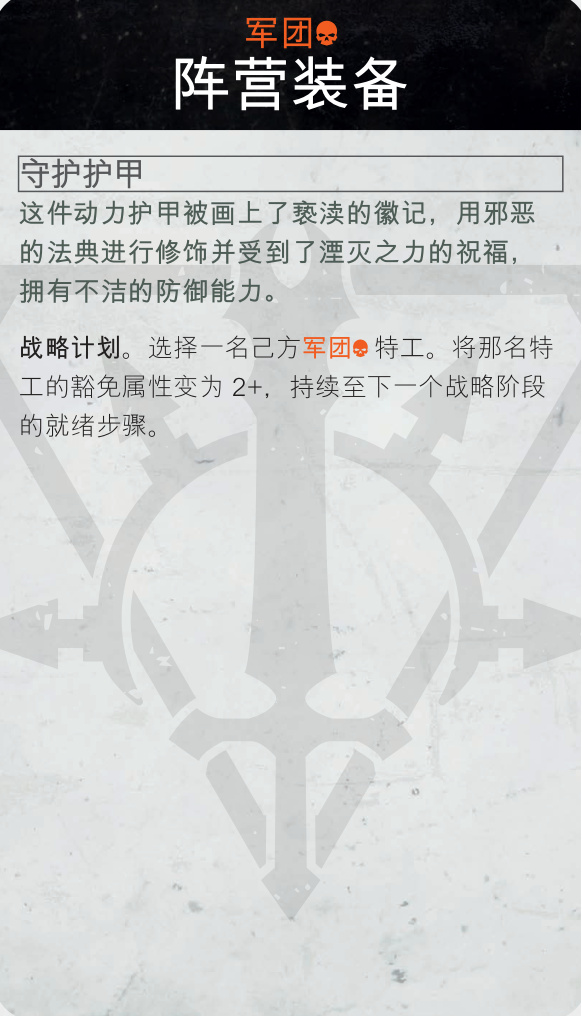 军团
阵营装备
守护护甲
这件动力护甲被画上了亵渎的徽记，用邪恶
的法典进行修饰并受到了湮灭之力的祝福，
拥有不洁的防御能力。
战略计划。选择一名己方军团 特工。将那名特
工的豁免属性变为 2+，持续至下一个战略阶段
的就绪步骤。